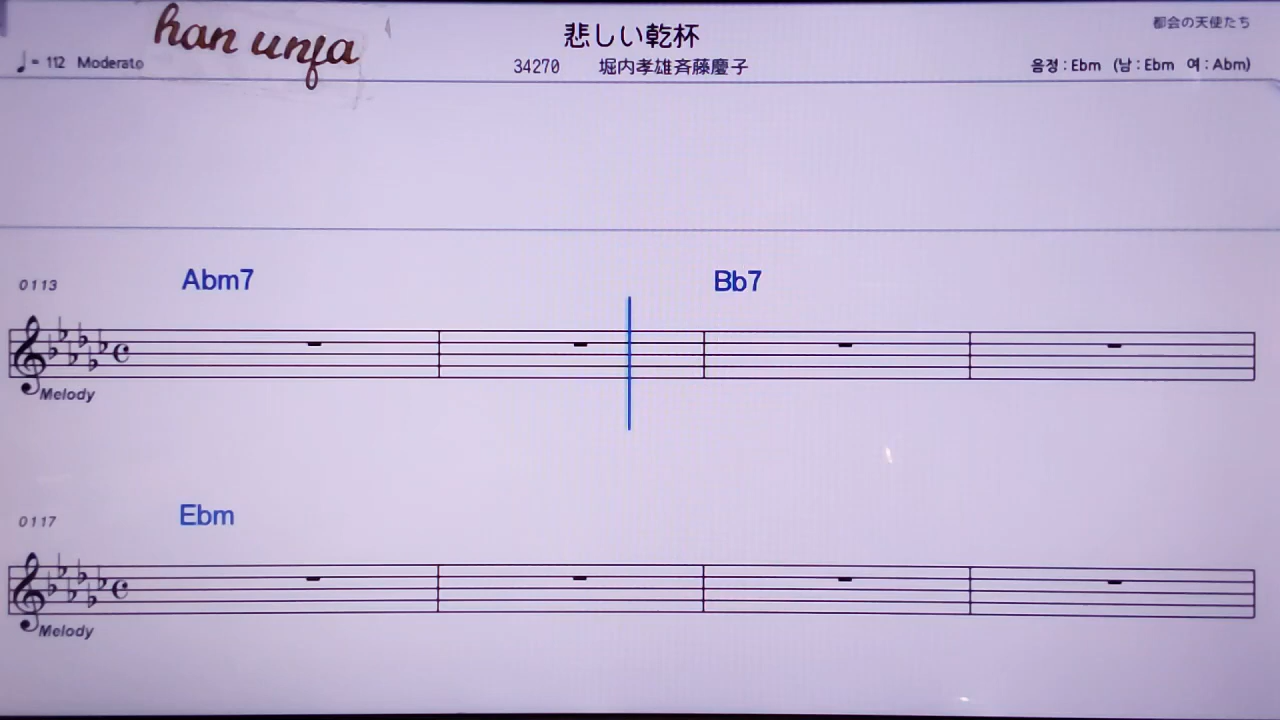 han unfa
悲しい乾杯
都会の天使たち
♩= 112 Moderato
34270 堀内孝雄斉藤慶子
음정 : Ebm (남 : Ebm 여 : Abm)
0113 Abm7 Bb7
Melody
0117 Ebm
Melody